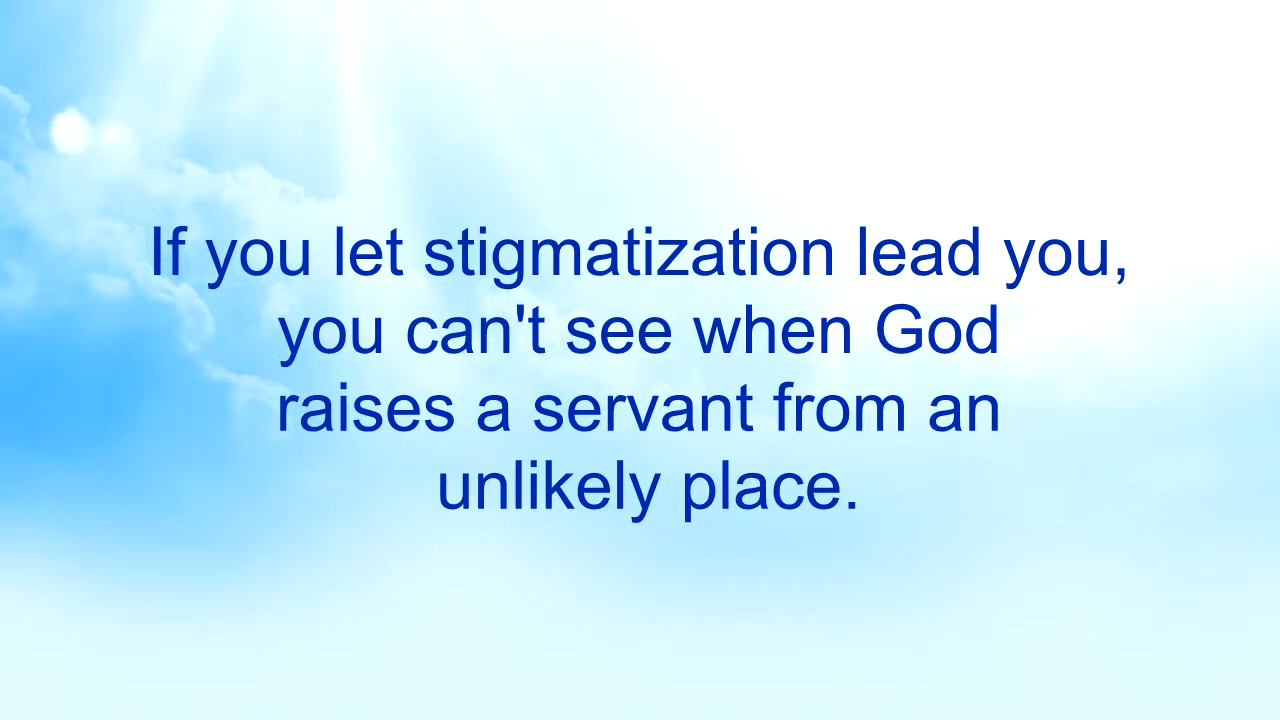 If you let stigmatization lead you,
you can't see when God
raises a servant from an
unlikely place.